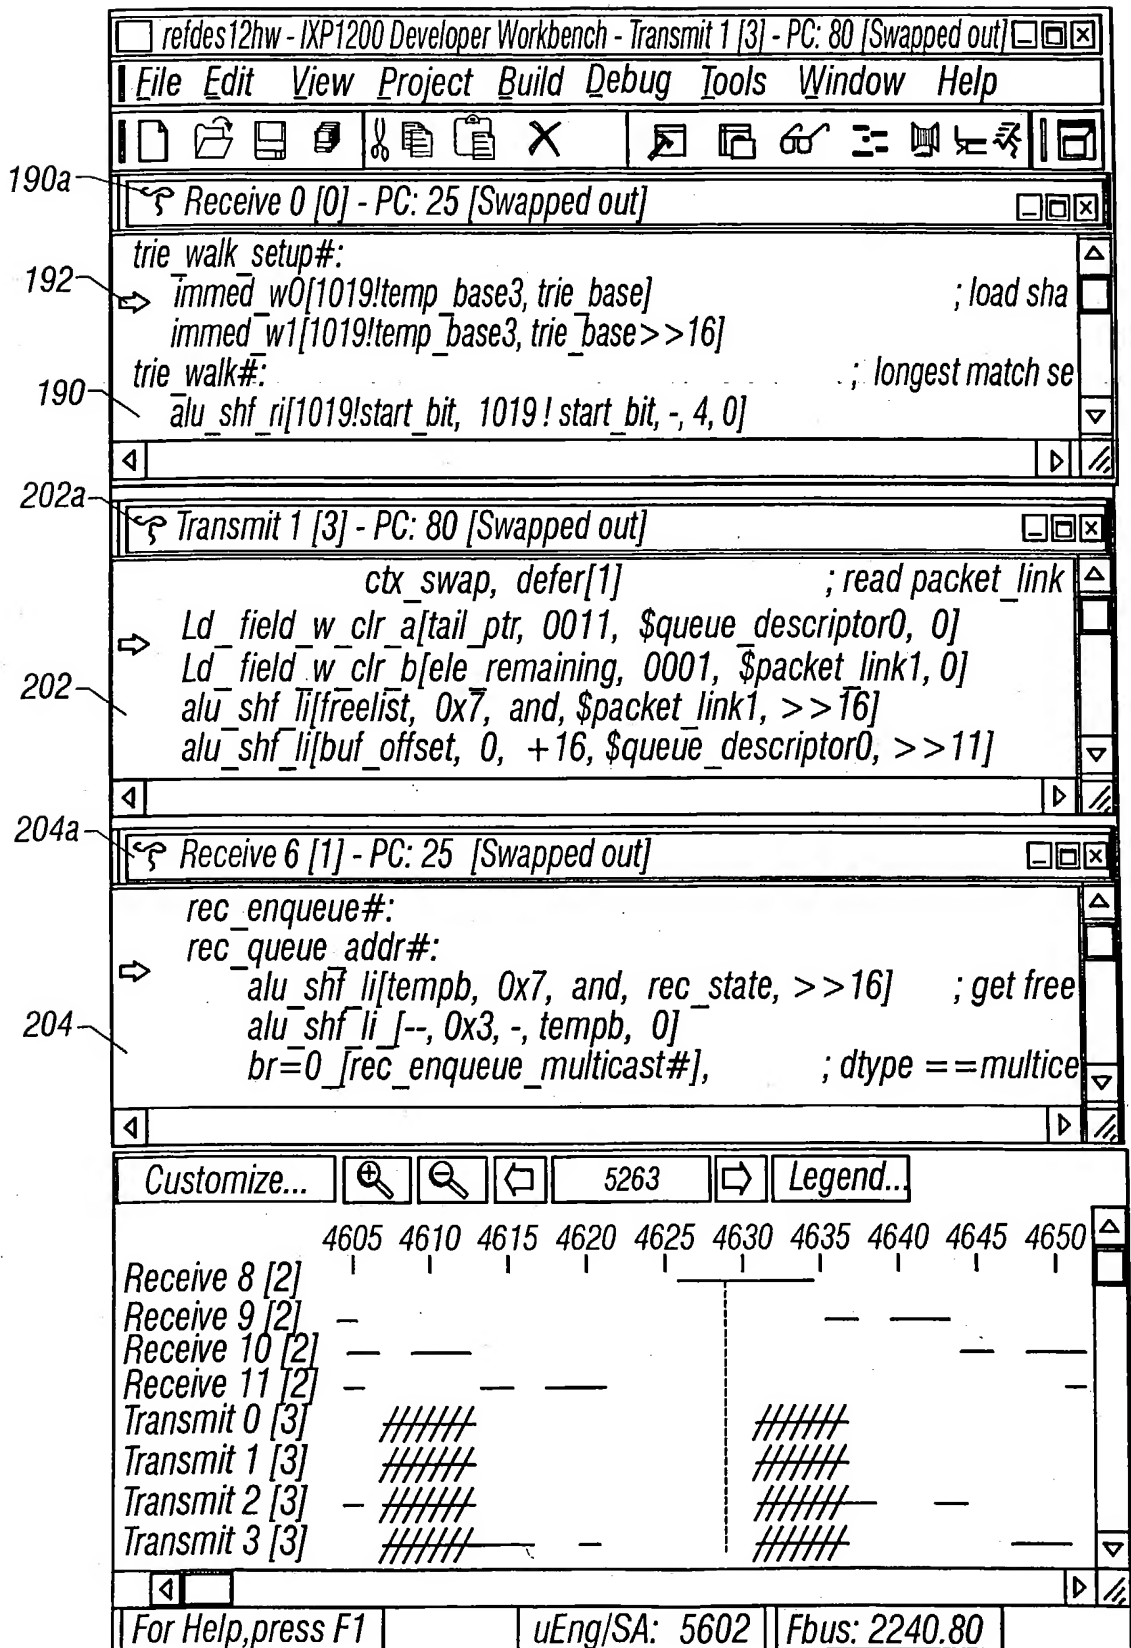 refdes12hw - IXP1200 Developer Workbench - Transmit 1 [3] - PC: 80 [Swapped out]
File Edit View Project Build Debug Tools Window Help
190a
Receive 0 [0] - PC: 25 [Swapped out]
trie_walk_setup#:
192
immed_w0[1019!temp_base3, trie_base] ; load sha
immed_w1[1019!temp_base3, trie_base>>16]
trie_walk#: ; longest match se
190
alu_shf_ri[1019!start_bit, 1019 ! start_bit, -, 4, 0]
202a
Transmit 1 [3] - PC: 80 [Swapped out]
ctx_swap, defer[1] ; read packet_link
Ld_field_w_clr_a[tail_ptr, 0011, $queue_descriptor0, 0]
Ld_field_w_clr_b[ele_remaining, 0001, $packet_link1, 0]
202
alu_shf_li[freelist, 0x7, and, $packet_link1, >>16]
alu_shf_li[buf_offset, 0, +16, $queue_descriptor0, >>11]
204a
Receive 6 [1] - PC: 25 [Swapped out]
rec_enqueue#:
rec_queue_addr#:
alu_shf_li[tempb, 0x7, and, rec_state, >>16] ; get free
204
alu_shf_li_[--, 0x3, -, tempb, 0]
br=0_[rec_enqueue_multicast#], ; dtype ==multice
Customize... 5263 Legend...
4605 4610 4615 4620 4625 4630 4635 4640 4645 4650
Receive 8 [2]
Receive 9 [2]
Receive 10 [2]
Receive 11 [2]
Transmit 0 [3]
Transmit 1 [3]
Transmit 2 [3]
Transmit 3 [3]
For Help,press F1 uEng/SA: 5602 Fbus: 2240.80